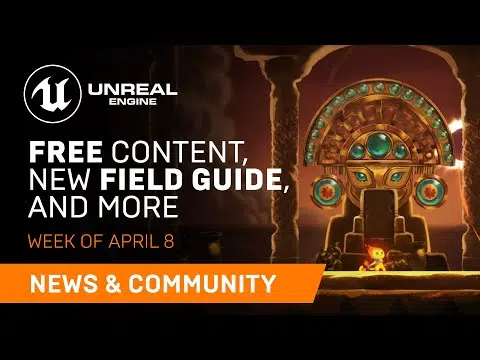 UNREAL
ENGINE
FREE CONTENT,
NEW FIELD GUIDE,
AND MORE
WEEK OF APRIL 8
NEWS & COMMUNITY